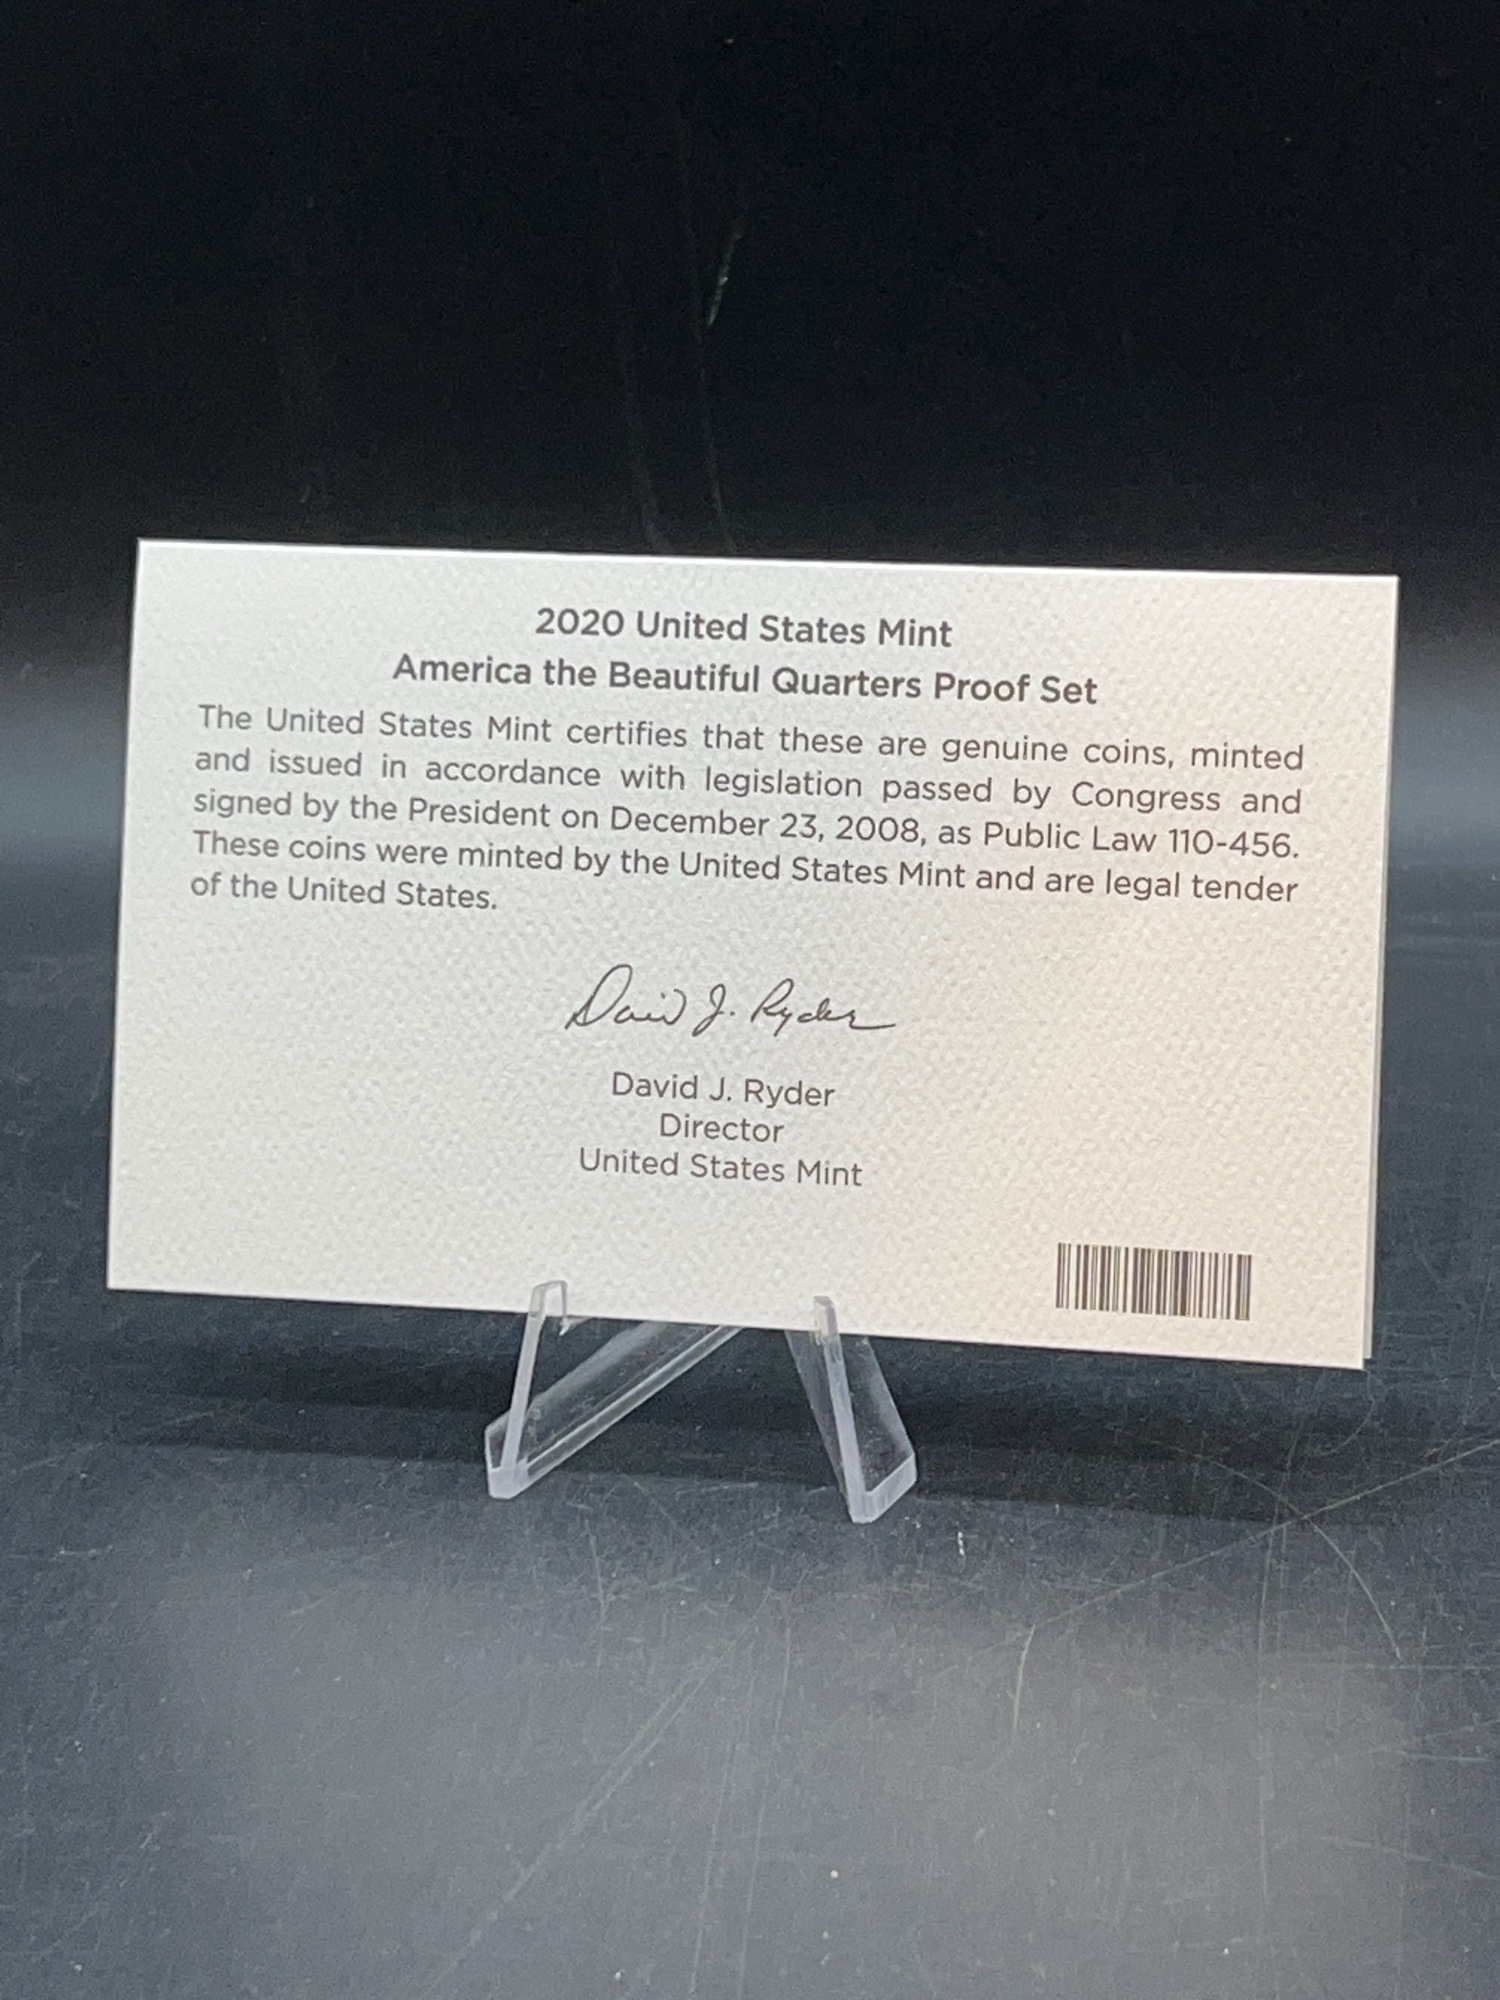 2020 United States Mint
America the Beautiful Quarters Proof Set
The United States Mint certifies that these are genuine coins, minted
and issued in accordance with legislation passed by Congress and
signed by the President on December 23, 2008, as Public Law 110-456.
These coins were minted by the United States Mint and are legal tender
of the United States.
David J. Ryder
David J. Ryder
Director
United States Mint